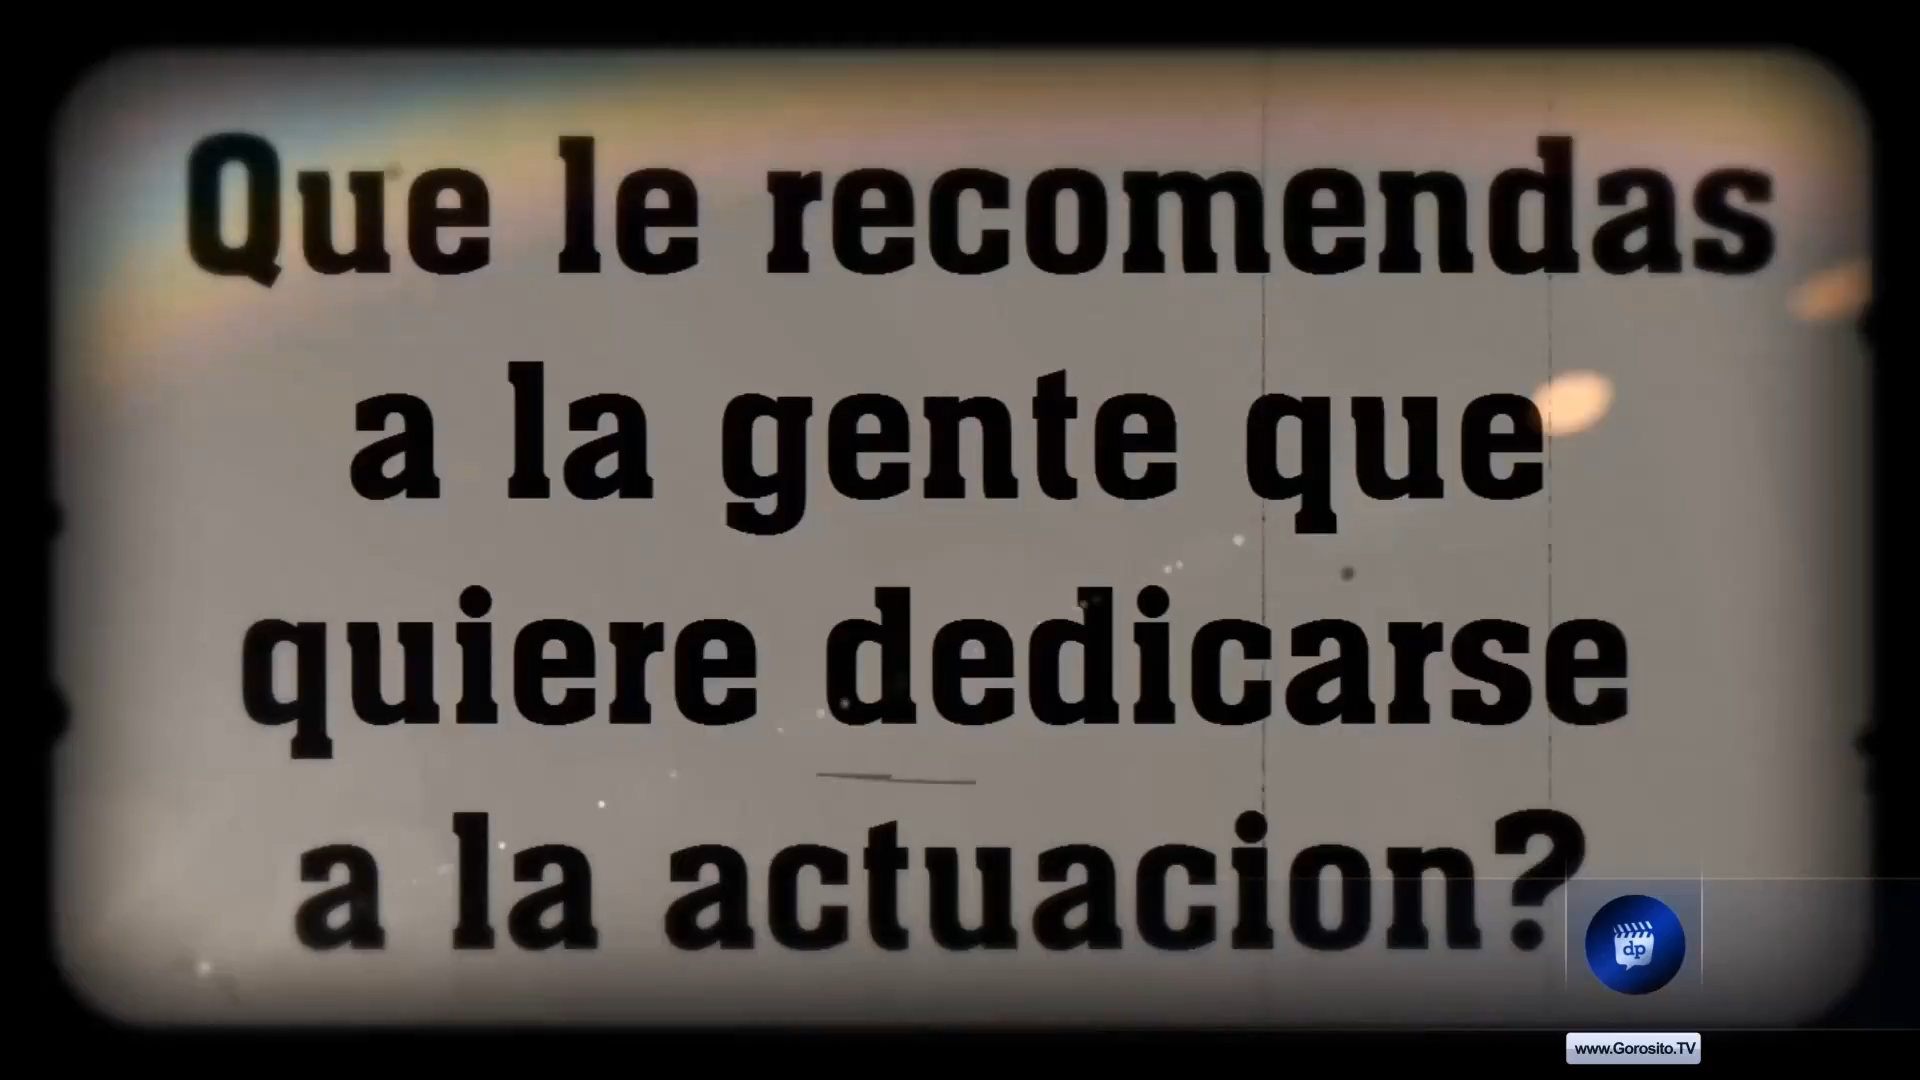 Que le recomendas
a la gente que
quiere dedicarse
a la actuacion?
dp
www.Gorosito.TV